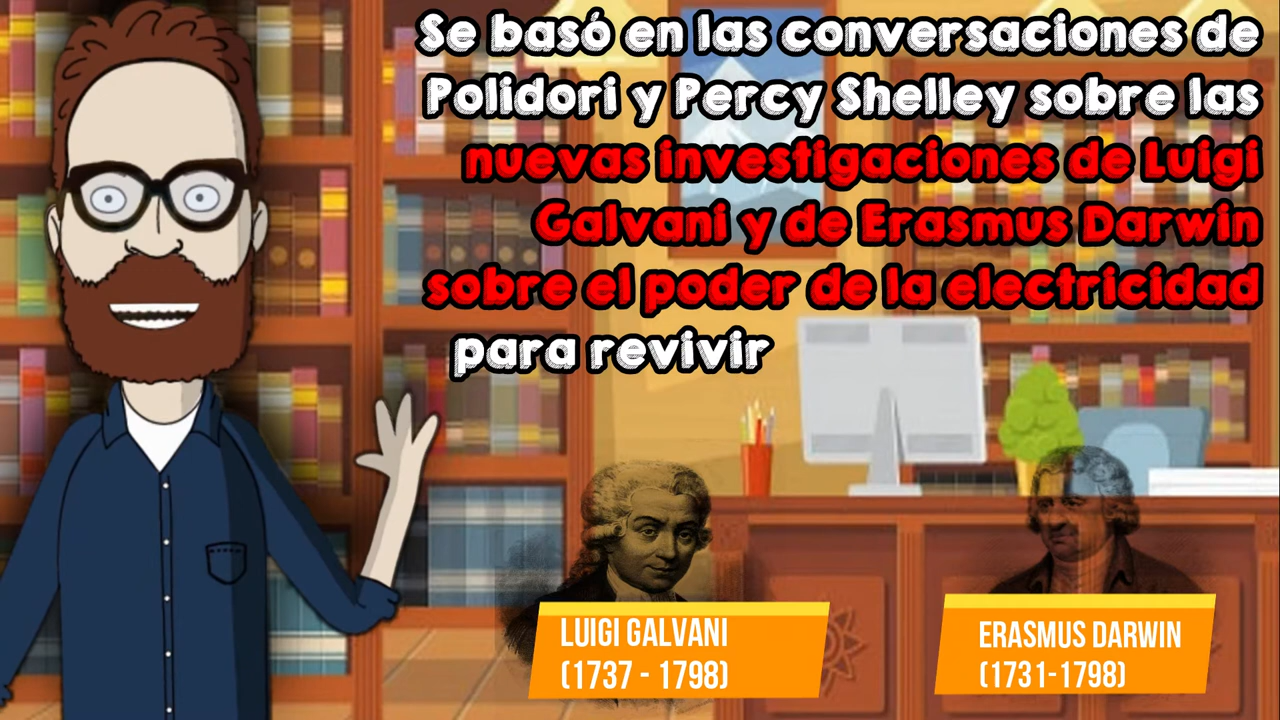 Se basó en las conversaciones de
Polidori y Percy Shelley sobre las
nuevas investigaciones de Luigi
Galvani y de Erasmus Darwin
sobre el poder de la electricidad
para revivir
LUIGI GALVANI
(1737 - 1798)
ERASMUS DARWIN
(1731-1798)